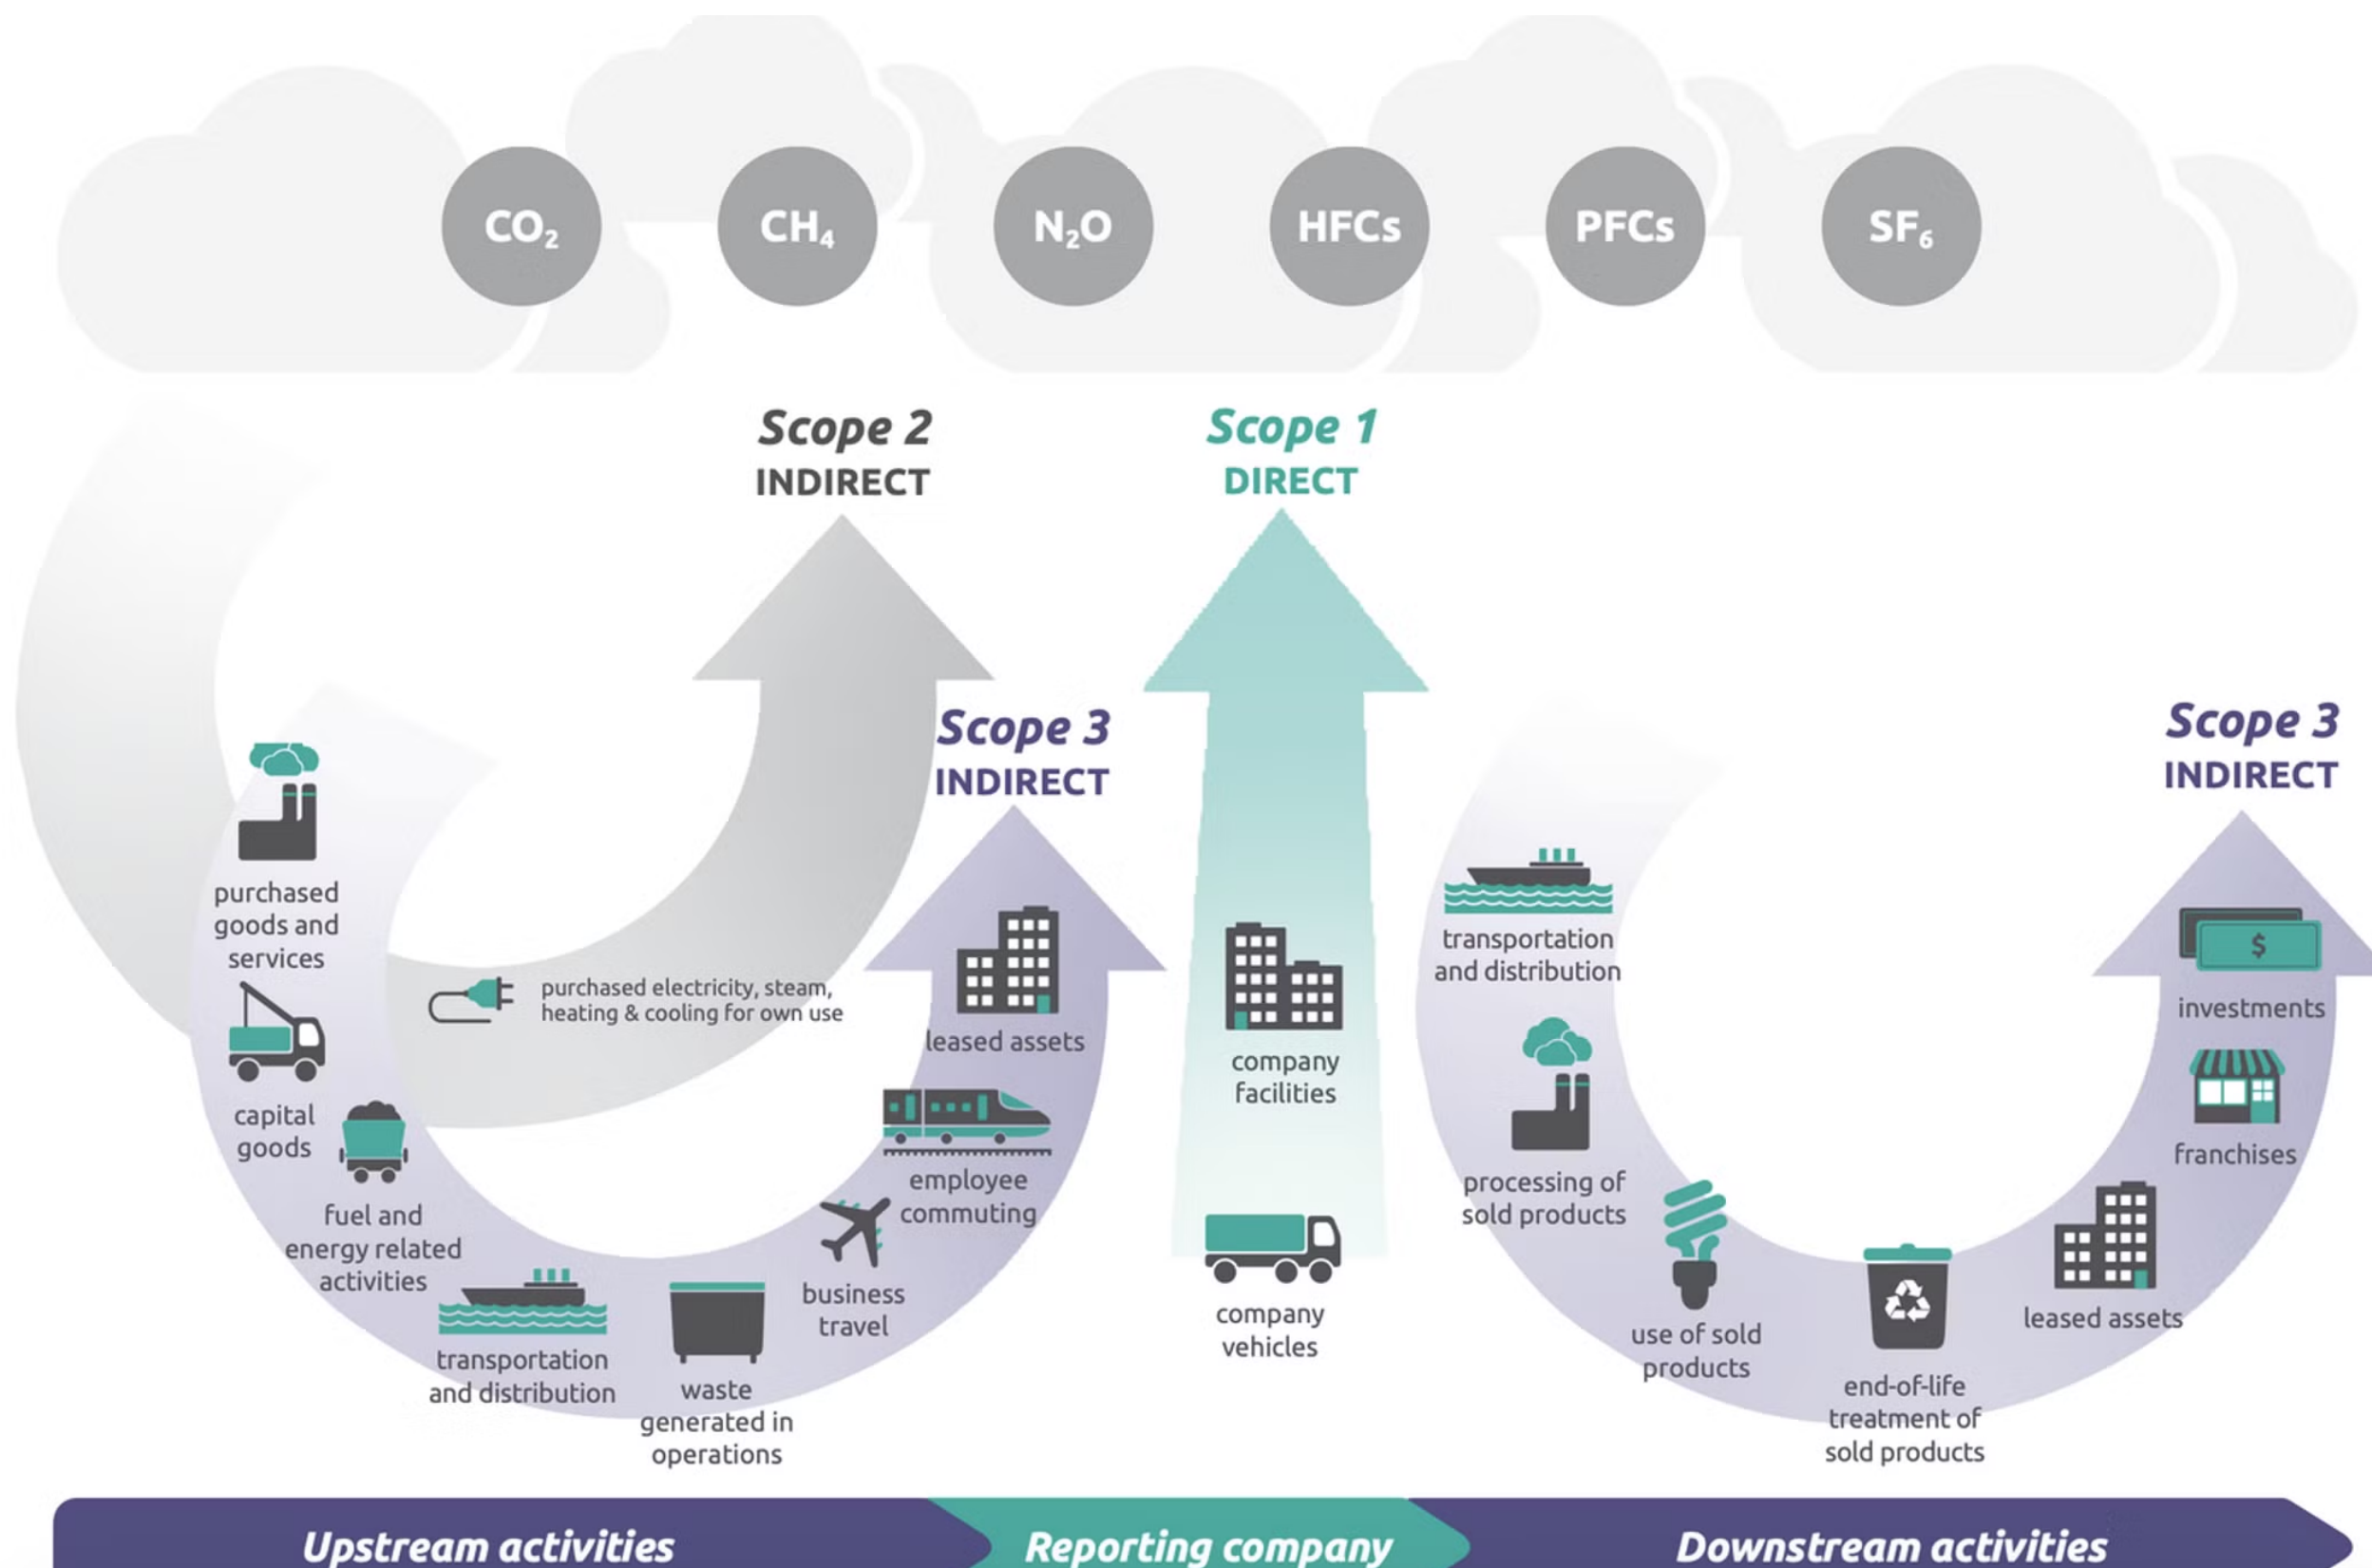 CO₂
CH₄
N₂O
HFCs
PFCs
SF₆
Scope 2
INDIRECT
Scope 1
DIRECT
Scope 3
INDIRECT
Scope 3
INDIRECT
purchased
goods and
services
capital
goods
fuel and
energy related
activities
purchased electricity, steam,
heating & cooling for own use
transportation
and distribution
waste
generated in
operations
business
travel
employee
commuting
leased assets
company
facilities
company
vehicles
transportation
and distribution
processing of
sold products
use of sold
products
end-of-life
treatment of
sold products
leased assets
franchises
$
investments
Upstream activities
Reporting company
Downstream activities